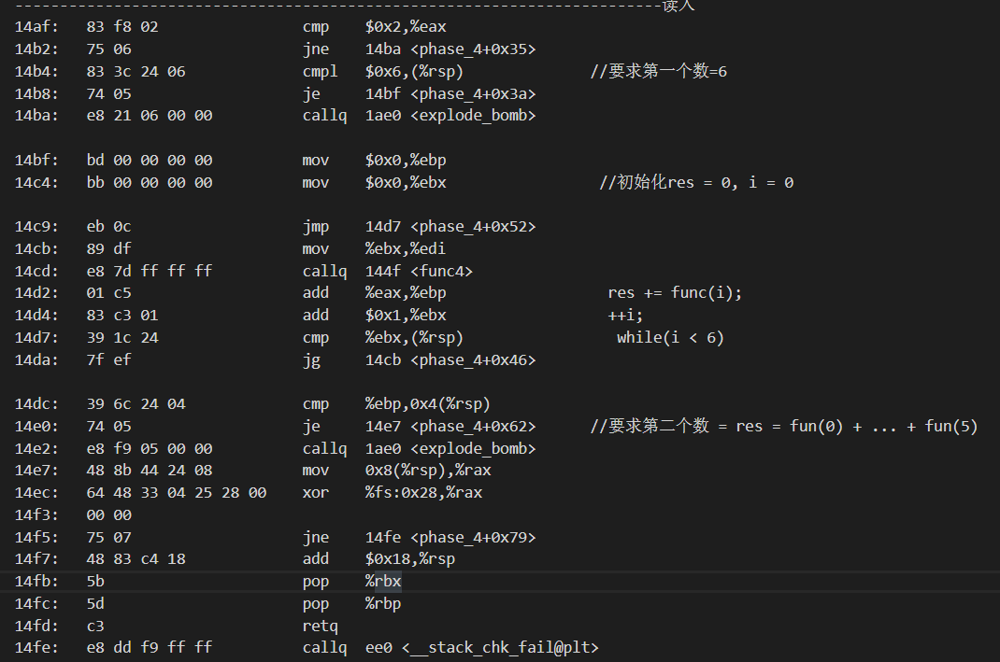 ------------------------------------------------------------------------读入
14af:   83 f8 02                cmp    $0x2,%eax
14b2:   75 06                   jne    14ba <phase_4+0x35>
14b4:   83 3c 24 06             cmpl   $0x6,(%rsp)              //要求第一个数=6
14b8:   74 05                   je     14bf <phase_4+0x3a>
14ba:   e8 21 06 00 00          callq  1ae0 <explode_bomb>
14bf:   bd 00 00 00 00          mov    $0x0,%ebp
14c4:   bb 00 00 00 00          mov    $0x0,%ebx                 //初始化res = 0, i = 0
14c9:   eb 0c                   jmp    14d7 <phase_4+0x52>
14cb:   89 df                   mov    %ebx,%edi
14cd:   e8 7d ff ff ff          callq  144f <func4>
14d2:   01 c5                   add    %eax,%ebp                  res += func(i);
14d4:   83 c3 01                add    $0x1,%ebx                  ++i;
14d7:   39 1c 24                cmp    %ebx,(%rsp)                 while(i < 6)
14da:   7f ef                   jg     14cb <phase_4+0x46>
14dc:   39 6c 24 04             cmp    %ebp,0x4(%rsp)
14e0:   74 05                   je     14e7 <phase_4+0x62>      //要求第二个数 = res = fun(0) + ... + fun(5)
14e2:   e8 f9 05 00 00          callq  1ae0 <explode_bomb>
14e7:   48 8b 44 24 08          mov    0x8(%rsp),%rax
14ec:   64 48 33 04 25 28 00    xor    %fs:0x28,%rax
14f3:   00 00
14f5:   75 07                   jne    14fe <phase_4+0x79>
14f7:   48 83 c4 18             add    $0x18,%rsp
14fb:   5b                      pop    %rbx
14fc:   5d                      pop    %rbp
14fd:   c3                      retq
14fe:   e8 dd f9 ff ff          callq  ee0 <__stack_chk_fail@plt>